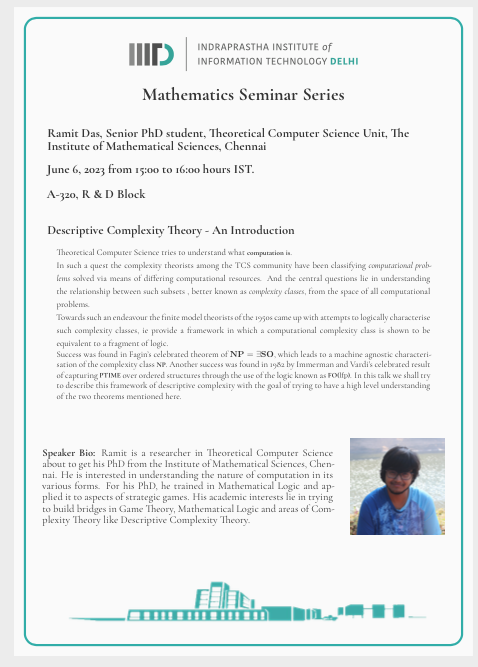 INDRAPRASTHA INSTITUTE of
INFORMATION TECHNOLOGY DELHI
Mathematics Seminar Series
Ramit Das, Senior PhD student, Theoretical Computer Science Unit, The
Institute of Mathematical Sciences, Chennai
June 6, 2023 from 15:00 to 16:00 hours IST.
A-320, R & D Block
Descriptive Complexity Theory - An Introduction
Theoretical Computer Science tries to understand what computation is.
In such a quest the complexity theorists among the TCS community have been classifying computational prob-
lems solved via means of differing computational resources. And the central questions lie in understanding
the relationship between such subsets , better known as complexity classes, from the space of all computational
problems.
Towards such an endeavour the finite model theorists of the 1950s came up with attempts to logically characterise
such complexity classes, ie provide a framework in which a computational complexity class is shown to be
equivalent to a fragment of logic.
Success was found in Fagin's celebrated theorem of NP = ∃SO, which leads to a machine agnostic characteri-
sation of the complexity class NP. Another success was found in 1982 by Immerman and Vardi's celebrated result
of capturing PTIME over ordered structures through the use of the logic known as FO(lfp). In this talk we shall try
to describe this framework of descriptive complexity with the goal of trying to have a high level understanding
of the two theorems mentioned here.
Speaker Bio: Ramit is a researcher in Theoretical Computer Science
about to get his PhD from the Institute of Mathematical Sciences, Chen-
nai. He is interested in understanding the nature of computation in its
various forms. For his PhD, he trained in Mathematical Logic and ap-
plied it to aspects of strategic games. His academic interests lie in trying
to build bridges in Game Theory, Mathematical Logic and areas of Com-
plexity Theory like Descriptive Complexity Theory.